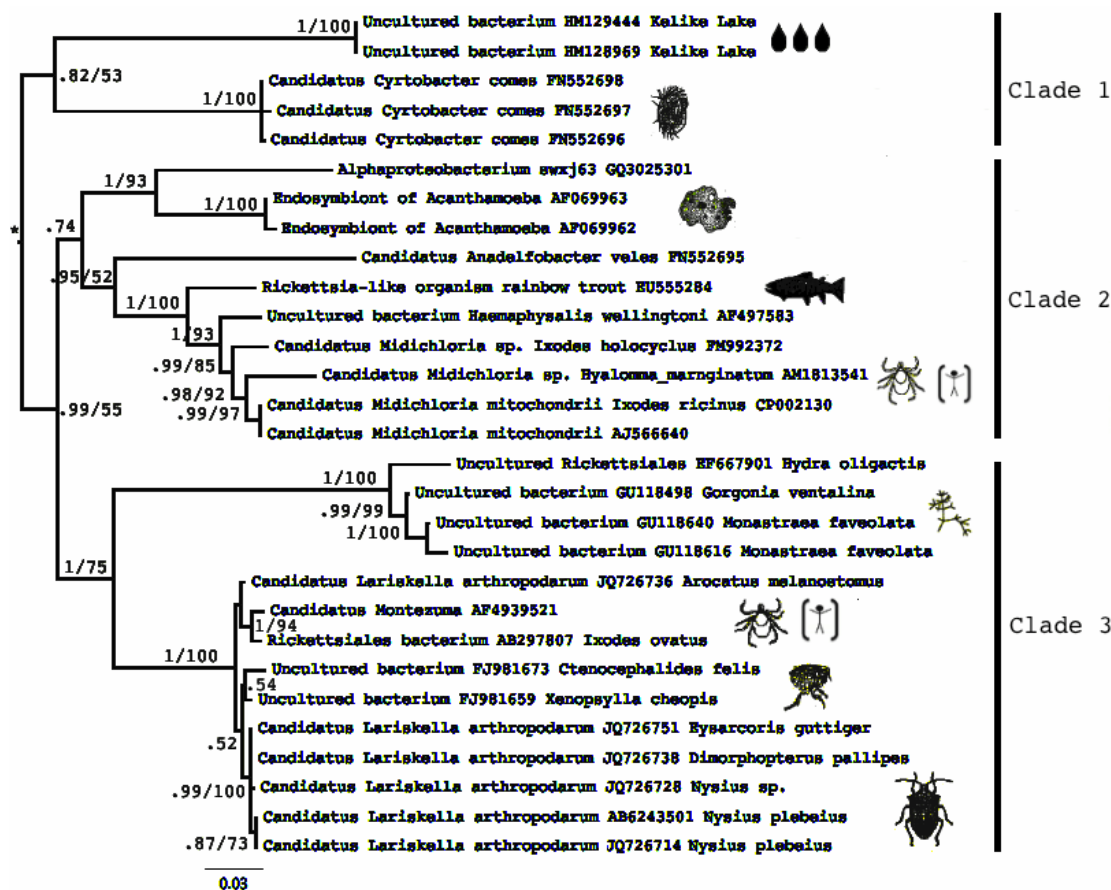 1/100
Uncultured bacterium HM129444 Kelike Lake
Uncultured bacterium HM128969 Kelike Lake
.82/53
Candidatus Cyrtobacter comes FN552698
1/100
Candidatus Cyrtobacter comes FN552697
Candidatus Cyrtobacter comes FN552696
Clade 1
Alphaproteobacterium swxj63 GQ3025301
1/93
Endosymbiont of Acanthamoeba AF069963
1/100
Endosymbiont of Acanthamoeba AF069962
*
.74
Candidatus Anadelfobacter veles FN552695
.95/52
Rickettsia-like organism rainbow trout EU555284
1/100
Uncultured bacterium Haemaphysalis wellingtoni AF497583
1/93
Candidatus Midichloria sp. Ixodes holocyclus FM992372
.99/85
Candidatus Midichloria sp. Hyalomma_marnginatum AM1813541
.98/92
Candidatus Midichloria mitochondrii Ixodes ricinus CP002130
.99/97
Candidatus Midichloria mitochondrii AJ566640
Clade 2
.99/55
Uncultured Rickettsiales EF667901 Hydra oligactis
1/100
Uncultured bacterium GU118498 Gorgonia ventalina
.99/99
Uncultured bacterium GU118640 Monastraea faveolata
1/100
Uncultured bacterium GU118616 Monastraea faveolata
1/75
Candidatus Lariskella arthropodarum JQ726736 Arocatus melanostomus
Candidatus Montezuma AF4939521
1/94
Rickettsiales bacterium AB297807 Ixodes ovatus
1/100
Uncultured bacterium FJ981673 Ctenocephalides felis
.54
Uncultured bacterium FJ981659 Xenopsylla cheopis
Candidatus Lariskella arthropodarum JQ726751 Eysarcoris guttiger
.52
Candidatus Lariskella arthropodarum JQ726738 Dimorphopterus pallipes
Candidatus Lariskella arthropodarum JQ726728 Nysius sp.
.99/100
Candidatus Lariskella arthropodarum AB6243501 Nysius plebeius
.87/73
Candidatus Lariskella arthropodarum JQ726714 Nysius plebeius
Clade 3
0.03